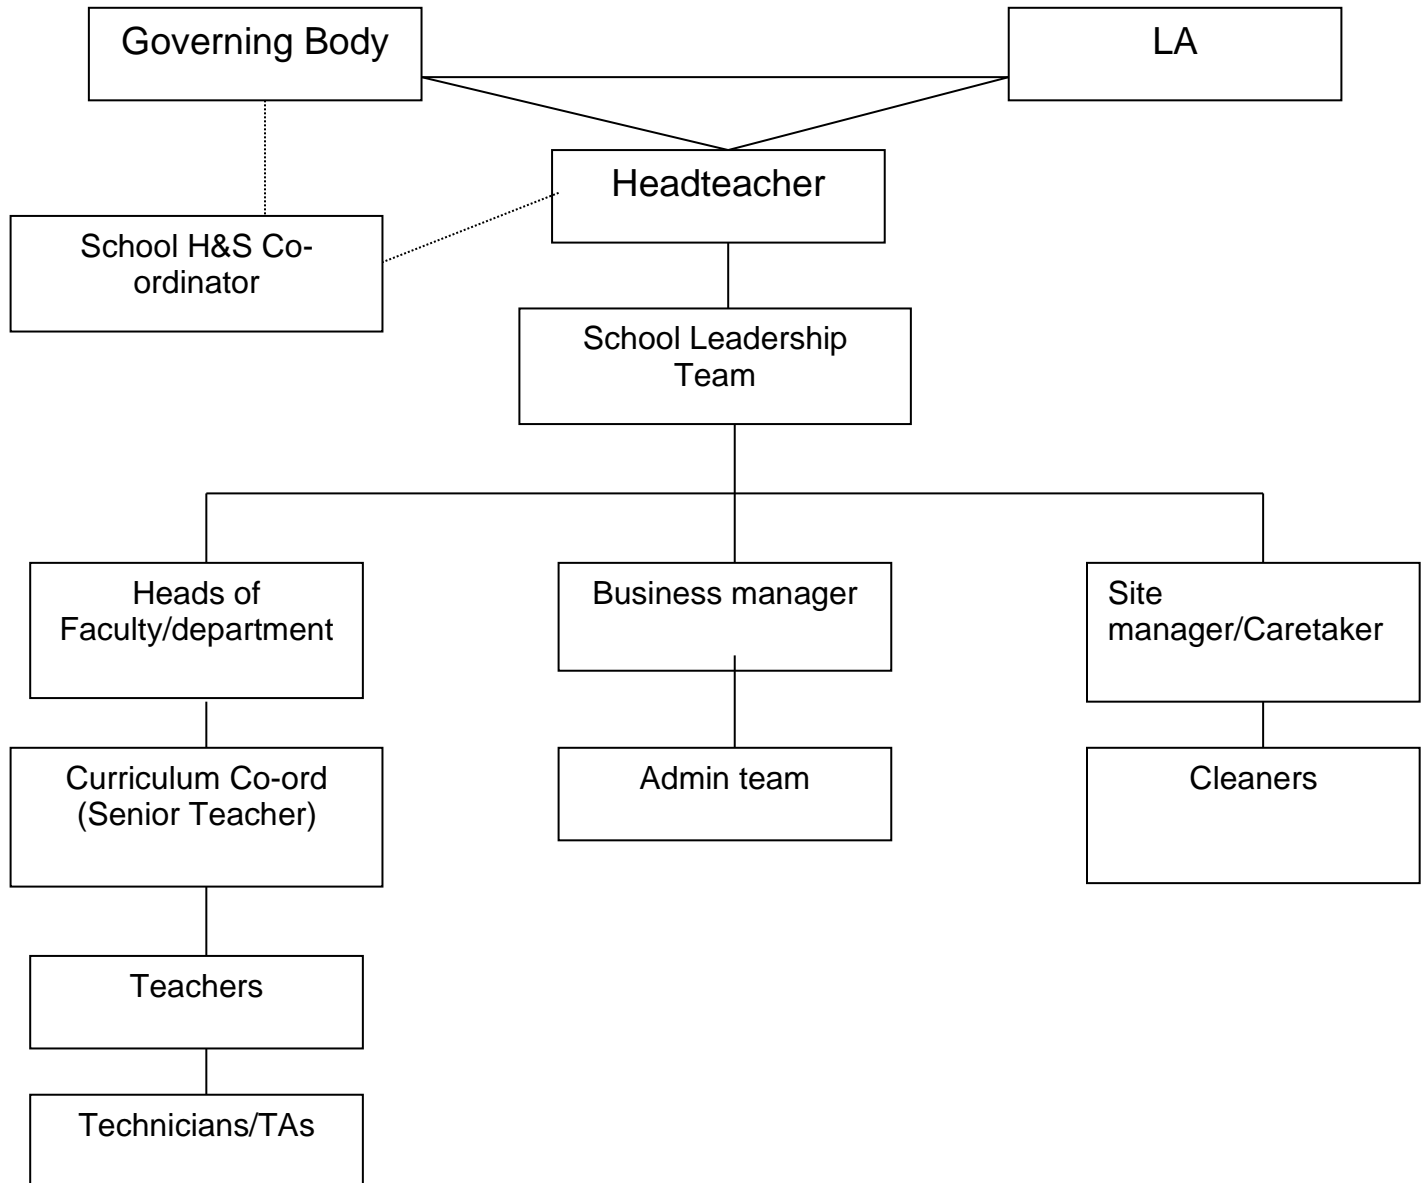 Governing Body
LA
Headteacher
School H&S Co-
ordinator
School Leadership
Team
Heads of
Faculty/department
Business manager
Site
manager/Caretaker
Curriculum Co-ord
(Senior Teacher)
Admin team
Cleaners
Teachers
Technicians/TAs